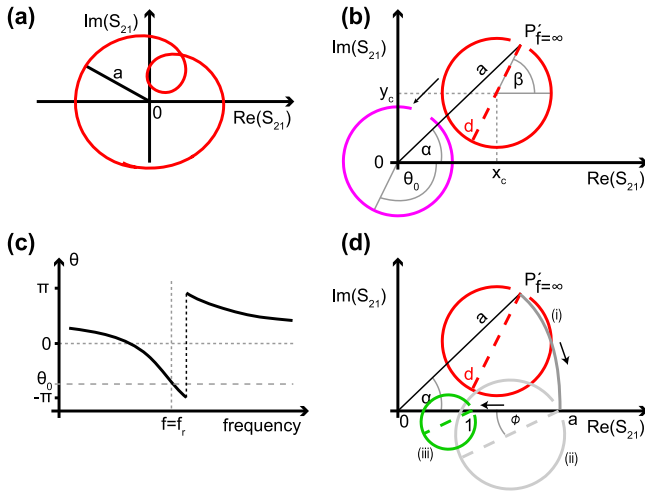 (a)
Im(S21)
a
0
Re(S21)
(b)
Im(S21)
P´f=∞
a
β
yc
d
α
0
θ0
xc
Re(S21)
(c)
θ
π
0
θ0
-π
f=fr
frequency
(d)
Im(S21)
P´f=∞
a
(i)
d
α
0
1
ϕ
a
Re(S21)
(iii)
(ii)